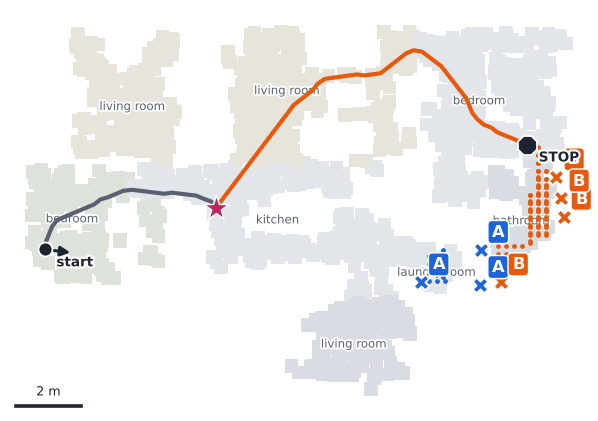 living room
living room
bedroom
STOP
B
B
B
bedroom
kitchen
bathroom
A
start
A
laundry room
A
B
living room
2 m